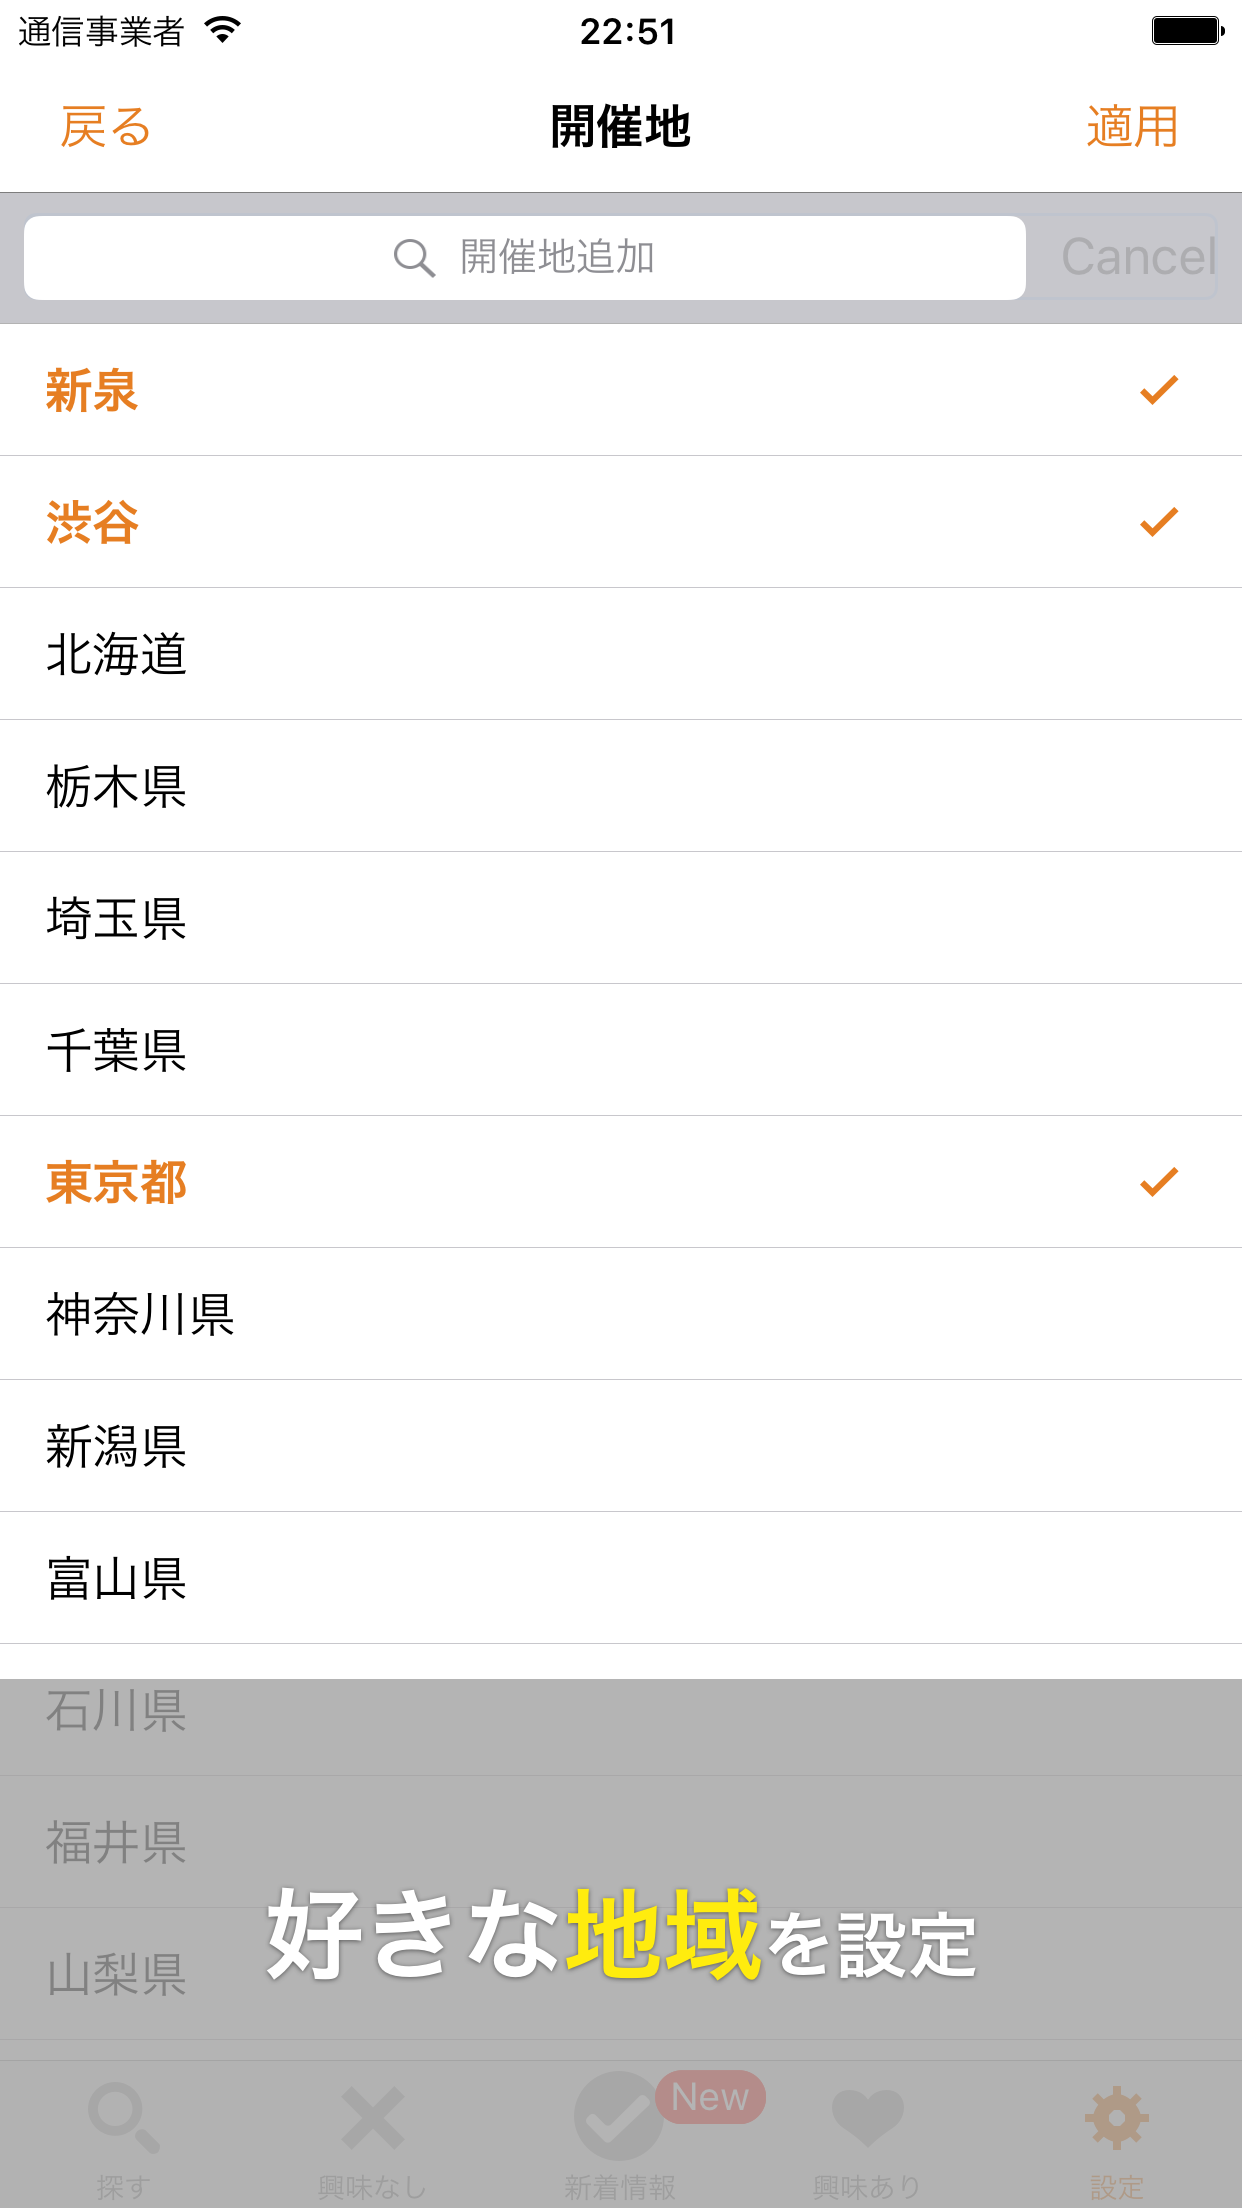 通信事業者 22:51
戻る 開催地 適用
開催地追加 Cancel
新泉
渋谷
北海道
栃木県
埼玉県
千葉県
東京都
神奈川県
新潟県
富山県
石川県
福井県
好きな地域を設定
山梨県
New
探す 興味なし 新着情報 興味あり 設定